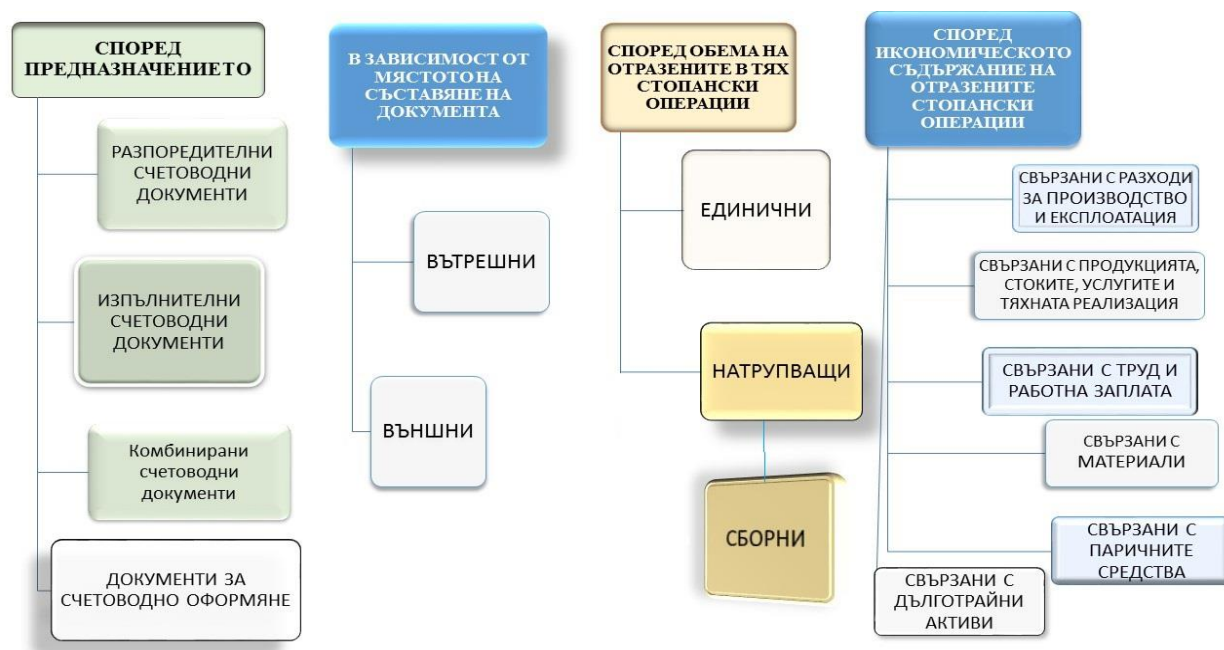 СПОРЕД
ПРЕДНАЗНАЧЕНИЕТО
РАЗПОРЕДИТЕЛНИ
СЧЕТОВОДНИ
ДОКУМЕНТИ
ИЗПЪЛНИТЕЛНИ
СЧЕТОВОДНИ
ДОКУМЕНТИ
Комбинирани
счетоводни
документи
ДОКУМЕНТИ ЗА
СЧЕТОВОДНО ОФОРМЯНЕ
В ЗАВИСИМОСТ ОТ
МЯСТОТО НА
СЪСТАВЯНЕ НА
ДОКУМЕНТА
ВЪТРЕШНИ
ВЪНШНИ
СПОРЕД ОБЕМА НА
ОТРАЗЕНИТЕ В ТЯХ
СТОПАНСКИ
ОПЕРАЦИИ
ЕДИНИЧНИ
НАТРУПВАЩИ
СБОРНИ
СПОРЕД
ИКОНОМИЧЕСКОТО
СЪДЪРЖАНИЕ НА
ОТРАЗЕНИТЕ
СТОПАНСКИ
ОПЕРАЦИИ
СВЪРЗАНИ С РАЗХОДИ
ЗА ПРОИЗВОДСТВО
И ЕКСПЛОАТАЦИЯ
СВЪРЗАНИ С ПРОДУКЦИЯТА,
СТОКИТЕ, УСЛУГИТЕ И
ТЯХНАТА РЕАЛИЗАЦИЯ
СВЪРЗАНИ С ТРУД И
РАБОТНА ЗАПЛАТА
СВЪРЗАНИ С
МАТЕРИАЛИ
СВЪРЗАНИ С
ПАРИЧНИТЕ
СРЕДСТВА
СВЪРЗАНИ С
ДЪЛГОТРАЙНИ
АКТИВИ